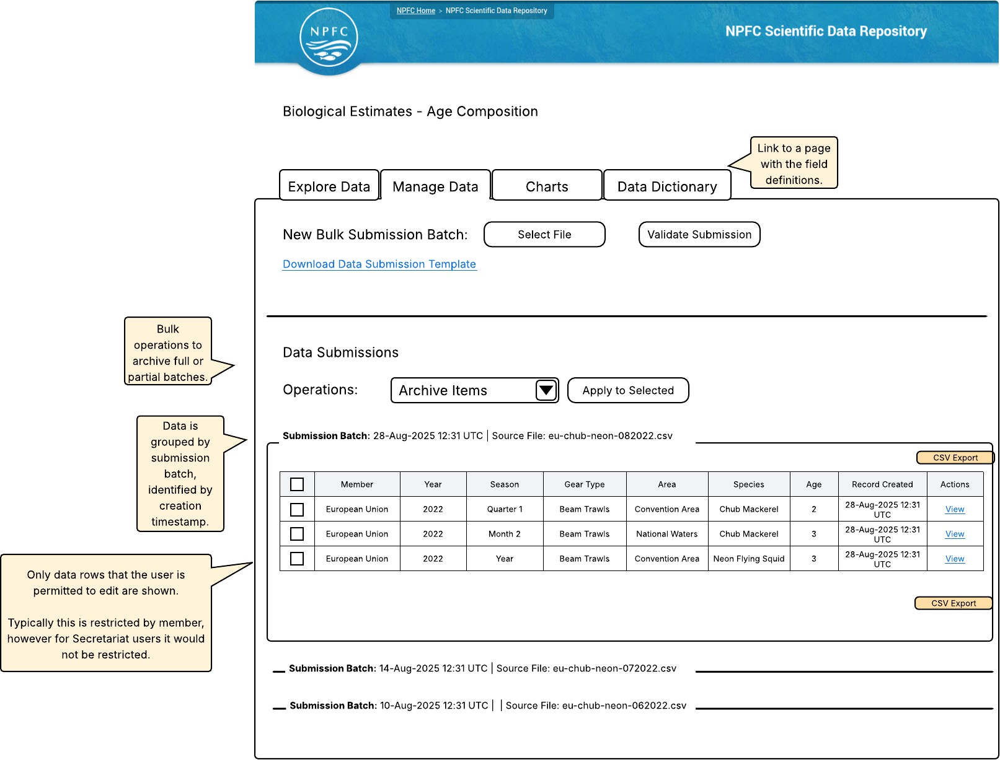 NPFC Home > NPFC Scientific Data Repository
NPFC
NPFC Scientific Data Repository
Biological Estimates - Age Composition
Link to a page
with the field
definitions.
Explore Data
Manage Data
Charts
Data Dictionary
New Bulk Submission Batch:
Select File
Validate Submission
Download Data Submission Template
Bulk
operations to
archive full or
partial batches.
Data Submissions
Operations:
Archive Items
Apply to Selected
Data is
grouped by
submission
batch,
identified by
creation
timestamp.
Submission Batch: 28-Aug-2025 12:31 UTC | Source File: eu-chub-neon-082022.csv
CSV Export
Member Year Season Gear Type Area Species Age Record Created Actions
European Union 2022 Quarter 1 Beam Trawls Convention Area Chub Mackerel 2 28-Aug-2025 12:31 UTC View
European Union 2022 Month 2 Beam Trawls National Waters Chub Mackerel 3 28-Aug-2025 12:31 UTC View
European Union 2022 Year Beam Trawls Convention Area Neon Flying Squid 3 28-Aug-2025 12:31 UTC View
CSV Export
Only data rows that the user is
permitted to edit are shown.
Typically this is restricted by member,
however for Secretariat users it would
not be restricted.
Submission Batch: 14-Aug-2025 12:31 UTC | Source File: eu-chub-neon-072022.csv
Submission Batch: 10-Aug-2025 12:31 UTC | | Source File: eu-chub-neon-062022.csv